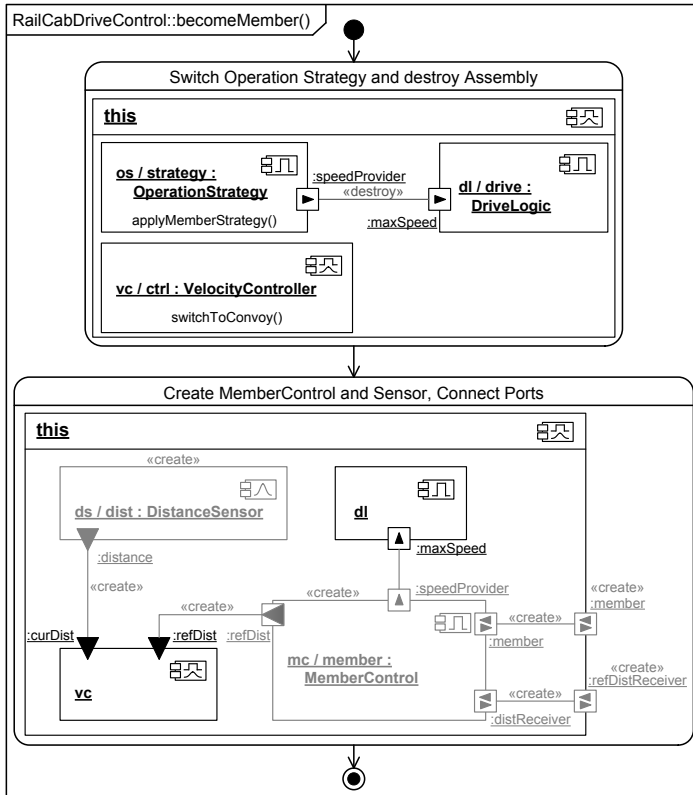 RailCabDriveControl::becomeMember()
Switch Operation Strategy and destroy Assembly
this
os / strategy :
OperationStrategy
applyMemberStrategy()
:speedProvider
«destroy»
:maxSpeed
dl / drive :
DriveLogic
vc / ctrl : VelocityController
switchToConvoy()
Create MemberControl and Sensor, Connect Ports
this
«create»
ds / dist : DistanceSensor
:distance
«create»
dl
:maxSpeed
:speedProvider
«create»
«create»
:curDist
:refDist
:refDist
vc
mc / member :
MemberControl
:member
«create»
«create»
:member
«create»
:distReceiver
«create»
:refDistReceiver